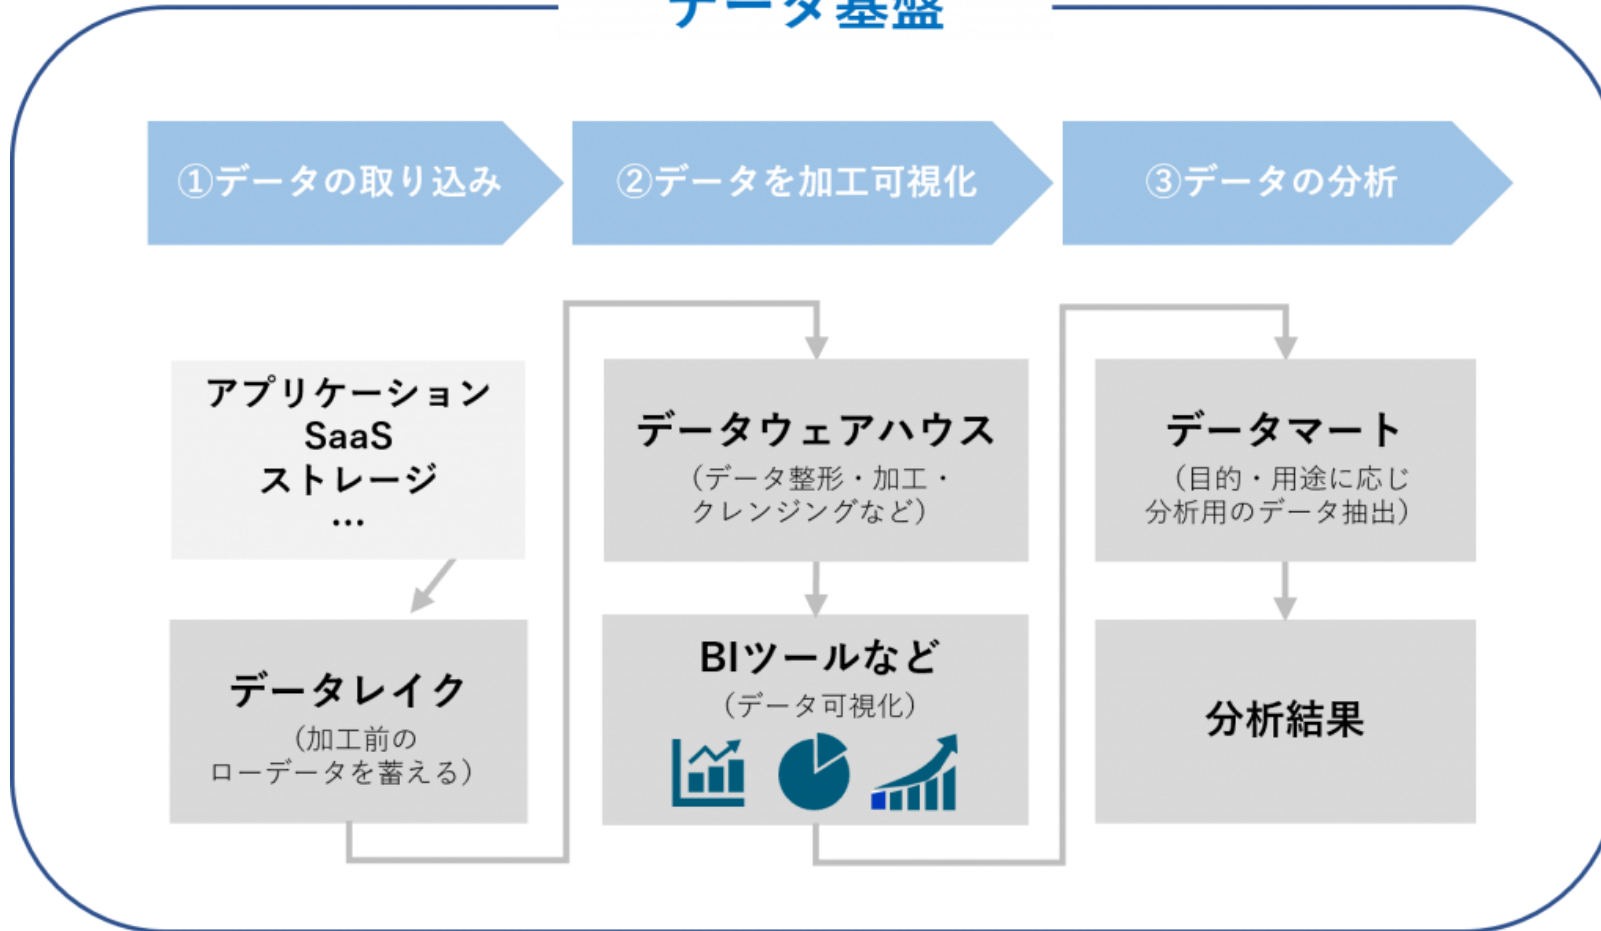 データ基盤
①データの取り込み
②データを加工可視化
③データの分析
アプリケーション
SaaS
ストレージ
…
データレイク
（加工前の
ローデータを蓄える）
データウェアハウス
（データ整形・加工・
クレンジングなど）
BIツールなど
（データ可視化）
データマート
（目的・用途に応じ
分析用のデータ抽出）
分析結果